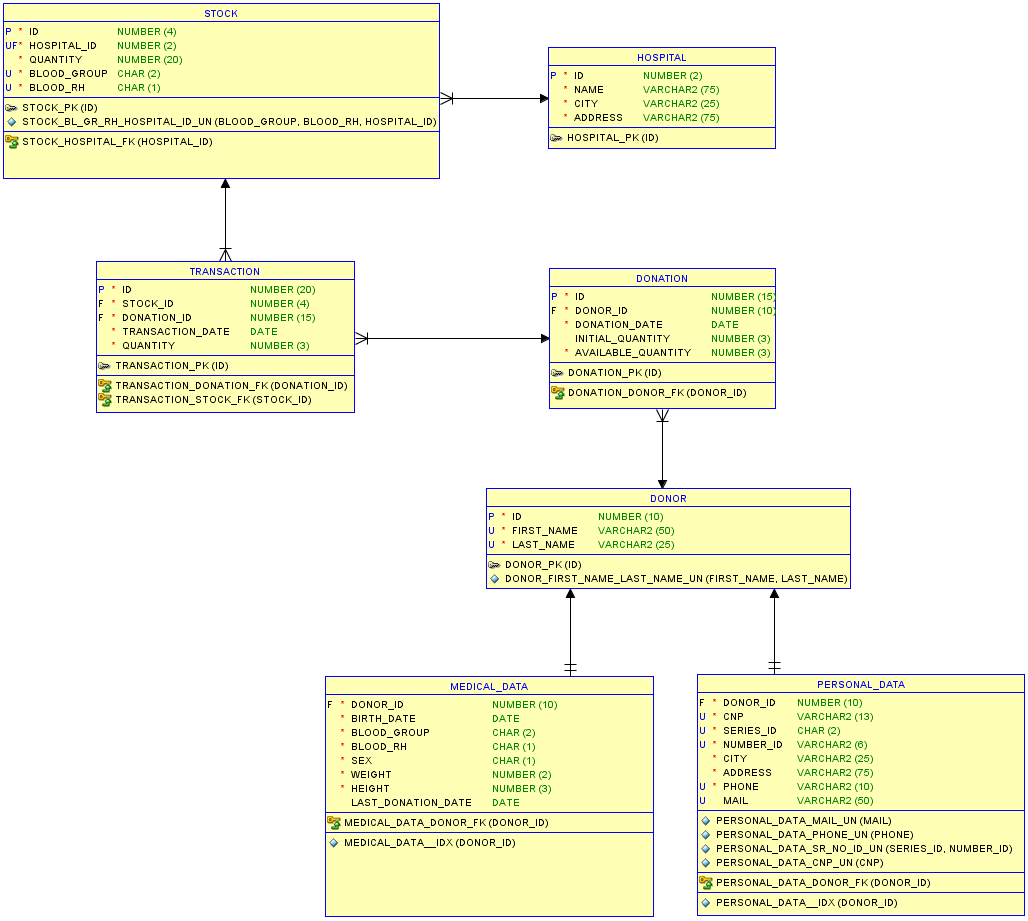 STOCK
P * ID NUMBER (4)
UF* HOSPITAL_ID NUMBER (2)
* QUANTITY NUMBER (20)
U * BLOOD_GROUP CHAR (2)
U * BLOOD_RH CHAR (1)
STOCK_PK (ID)
STOCK_BL_GR_RH_HOSPITAL_ID_UN (BLOOD_GROUP, BLOOD_RH, HOSPITAL_ID)
STOCK_HOSPITAL_FK (HOSPITAL_ID)
HOSPITAL
P * ID NUMBER (2)
* NAME VARCHAR2 (75)
* CITY VARCHAR2 (25)
* ADDRESS VARCHAR2 (75)
HOSPITAL_PK (ID)
TRANSACTION
P * ID NUMBER (20)
F * STOCK_ID NUMBER (4)
F * DONATION_ID NUMBER (15)
* TRANSACTION_DATE DATE
* QUANTITY NUMBER (3)
TRANSACTION_PK (ID)
TRANSACTION_DONATION_FK (DONATION_ID)
TRANSACTION_STOCK_FK (STOCK_ID)
DONATION
P * ID NUMBER (15)
F * DONOR_ID NUMBER (10)
* DONATION_DATE DATE
INITIAL_QUANTITY NUMBER (3)
* AVAILABLE_QUANTITY NUMBER (3)
DONATION_PK (ID)
DONATION_DONOR_FK (DONOR_ID)
DONOR
P * ID NUMBER (10)
U * FIRST_NAME VARCHAR2 (50)
U * LAST_NAME VARCHAR2 (25)
DONOR_PK (ID)
DONOR_FIRST_NAME_LAST_NAME_UN (FIRST_NAME, LAST_NAME)
MEDICAL_DATA
F * DONOR_ID NUMBER (10)
* BIRTH_DATE DATE
* BLOOD_GROUP CHAR (2)
* BLOOD_RH CHAR (1)
* SEX CHAR (1)
* WEIGHT NUMBER (2)
* HEIGHT NUMBER (3)
LAST_DONATION_DATE DATE
MEDICAL_DATA_DONOR_FK (DONOR_ID)
MEDICAL_DATA__IDX (DONOR_ID)
PERSONAL_DATA
F * DONOR_ID NUMBER (10)
U * CNP VARCHAR2 (13)
U * SERIES_ID CHAR (2)
U * NUMBER_ID VARCHAR2 (6)
* CITY VARCHAR2 (25)
* ADDRESS VARCHAR2 (75)
U * PHONE VARCHAR2 (10)
U MAIL VARCHAR2 (50)
PERSONAL_DATA_MAIL_UN (MAIL)
PERSONAL_DATA_PHONE_UN (PHONE)
PERSONAL_DATA_SR_NO_ID_UN (SERIES_ID, NUMBER_ID)
PERSONAL_DATA_CNP_UN (CNP)
PERSONAL_DATA_DONOR_FK (DONOR_ID)
PERSONAL_DATA__IDX (DONOR_ID)